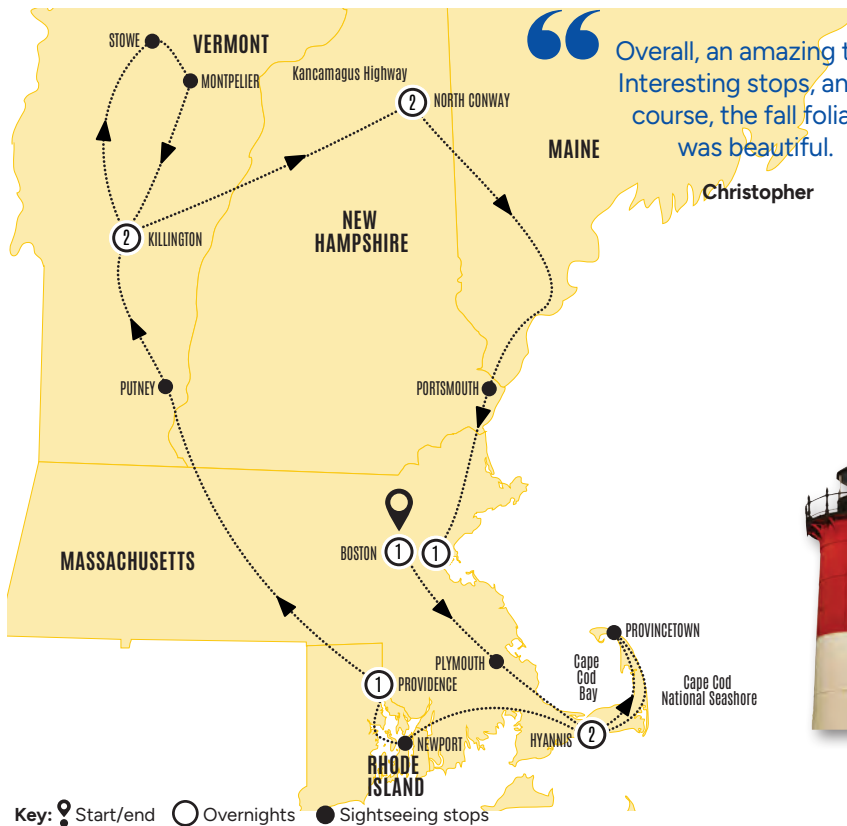 STOWE
VERMONT
MONTPELIER
Kancamagus Highway
2
NORTH CONWAY
“
Overall, an amazing
Interesting stops,
course, the fall
was beautiful.
Christopher
MAINE
NEW
HAMPSHIRE
2
KILLINGTON
PUTNEY
PORTSMOUTH
MASSACHUSETTS
BOSTON
1
1
PROVINCETOWN
PLYMOUTH
Cape
Cod
Bay
Cape Cod
National Seashore
1
PROVIDENCE
HYANNIS
2
NEWPORT
RHODE
ISLAND
Key: Start/end Overnights Sightseeing stops